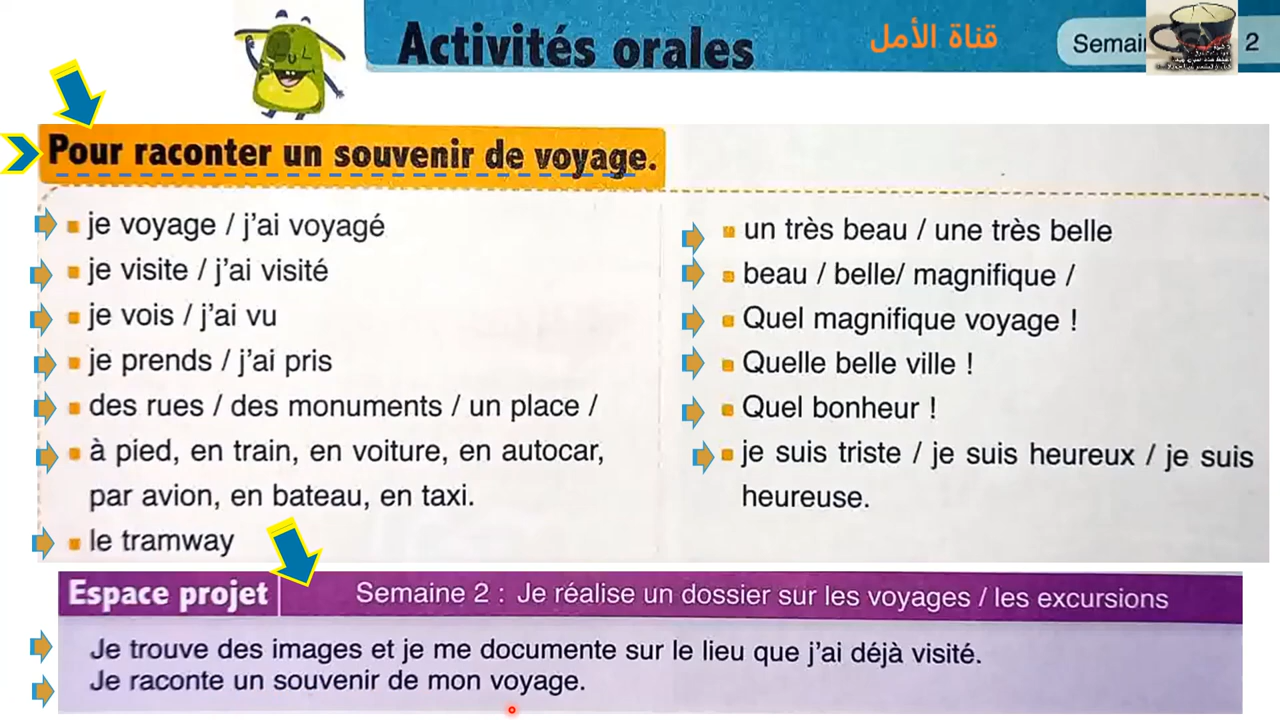 Activités orales
قناة الأمل
2
Pour raconter un souvenir de voyage.
je voyage / j'ai voyagé
je visite / j'ai visité
je vois / j'ai vu
je prends / j'ai pris
des rues / des monuments / un place /
à pied, en train, en voiture, en autocar,
par avion, en bateau, en taxi.
le tramway
un très beau / une très belle
beau / belle/ magnifique /
Quel magnifique voyage !
Quelle belle ville !
Quel bonheur !
je suis triste / je suis heureux / je suis
heureuse.
Espace projet
Semaine 2 : Je réalise un dossier sur les voyages / les excursions
Je trouve des images et je me documente sur le lieu que j'ai déjà visité.
Je raconte un souvenir de mon voyage.